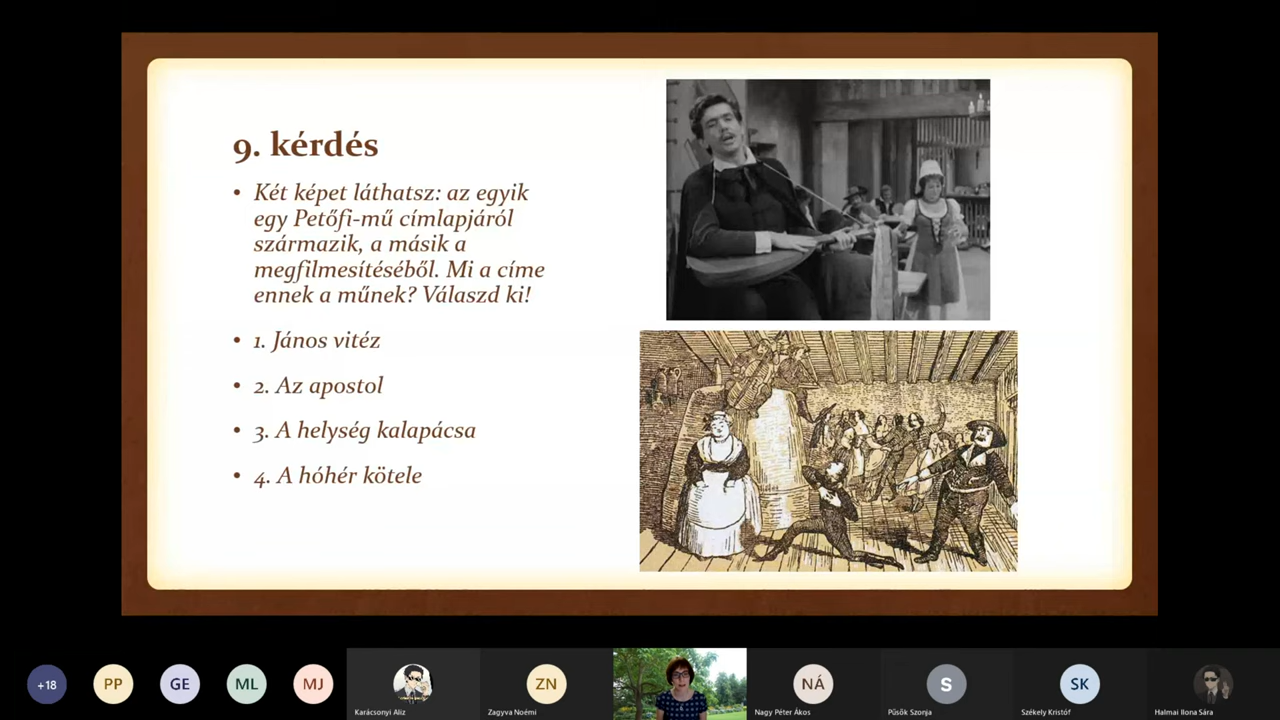 9. kérdés
• Két képet láthatsz: az egyik
egy Petőfi-mű címlapjáról
származik, a másik a
megfilmesítéséből. Mi a címe
ennek a műnek? Válaszd ki!
• 1. János vitéz
• 2. Az apostol
• 3. A helység kalapácsa
• 4. A hóhér kötele
+18
PP
GE
ML
MJ
Karácsonyi Aliz
ZN
Zagyva Noémi
NÁ
Nagy Péter Ákos
S
Pűsök Szonja
SK
Székely Kristóf
Halmai Ilona Sára